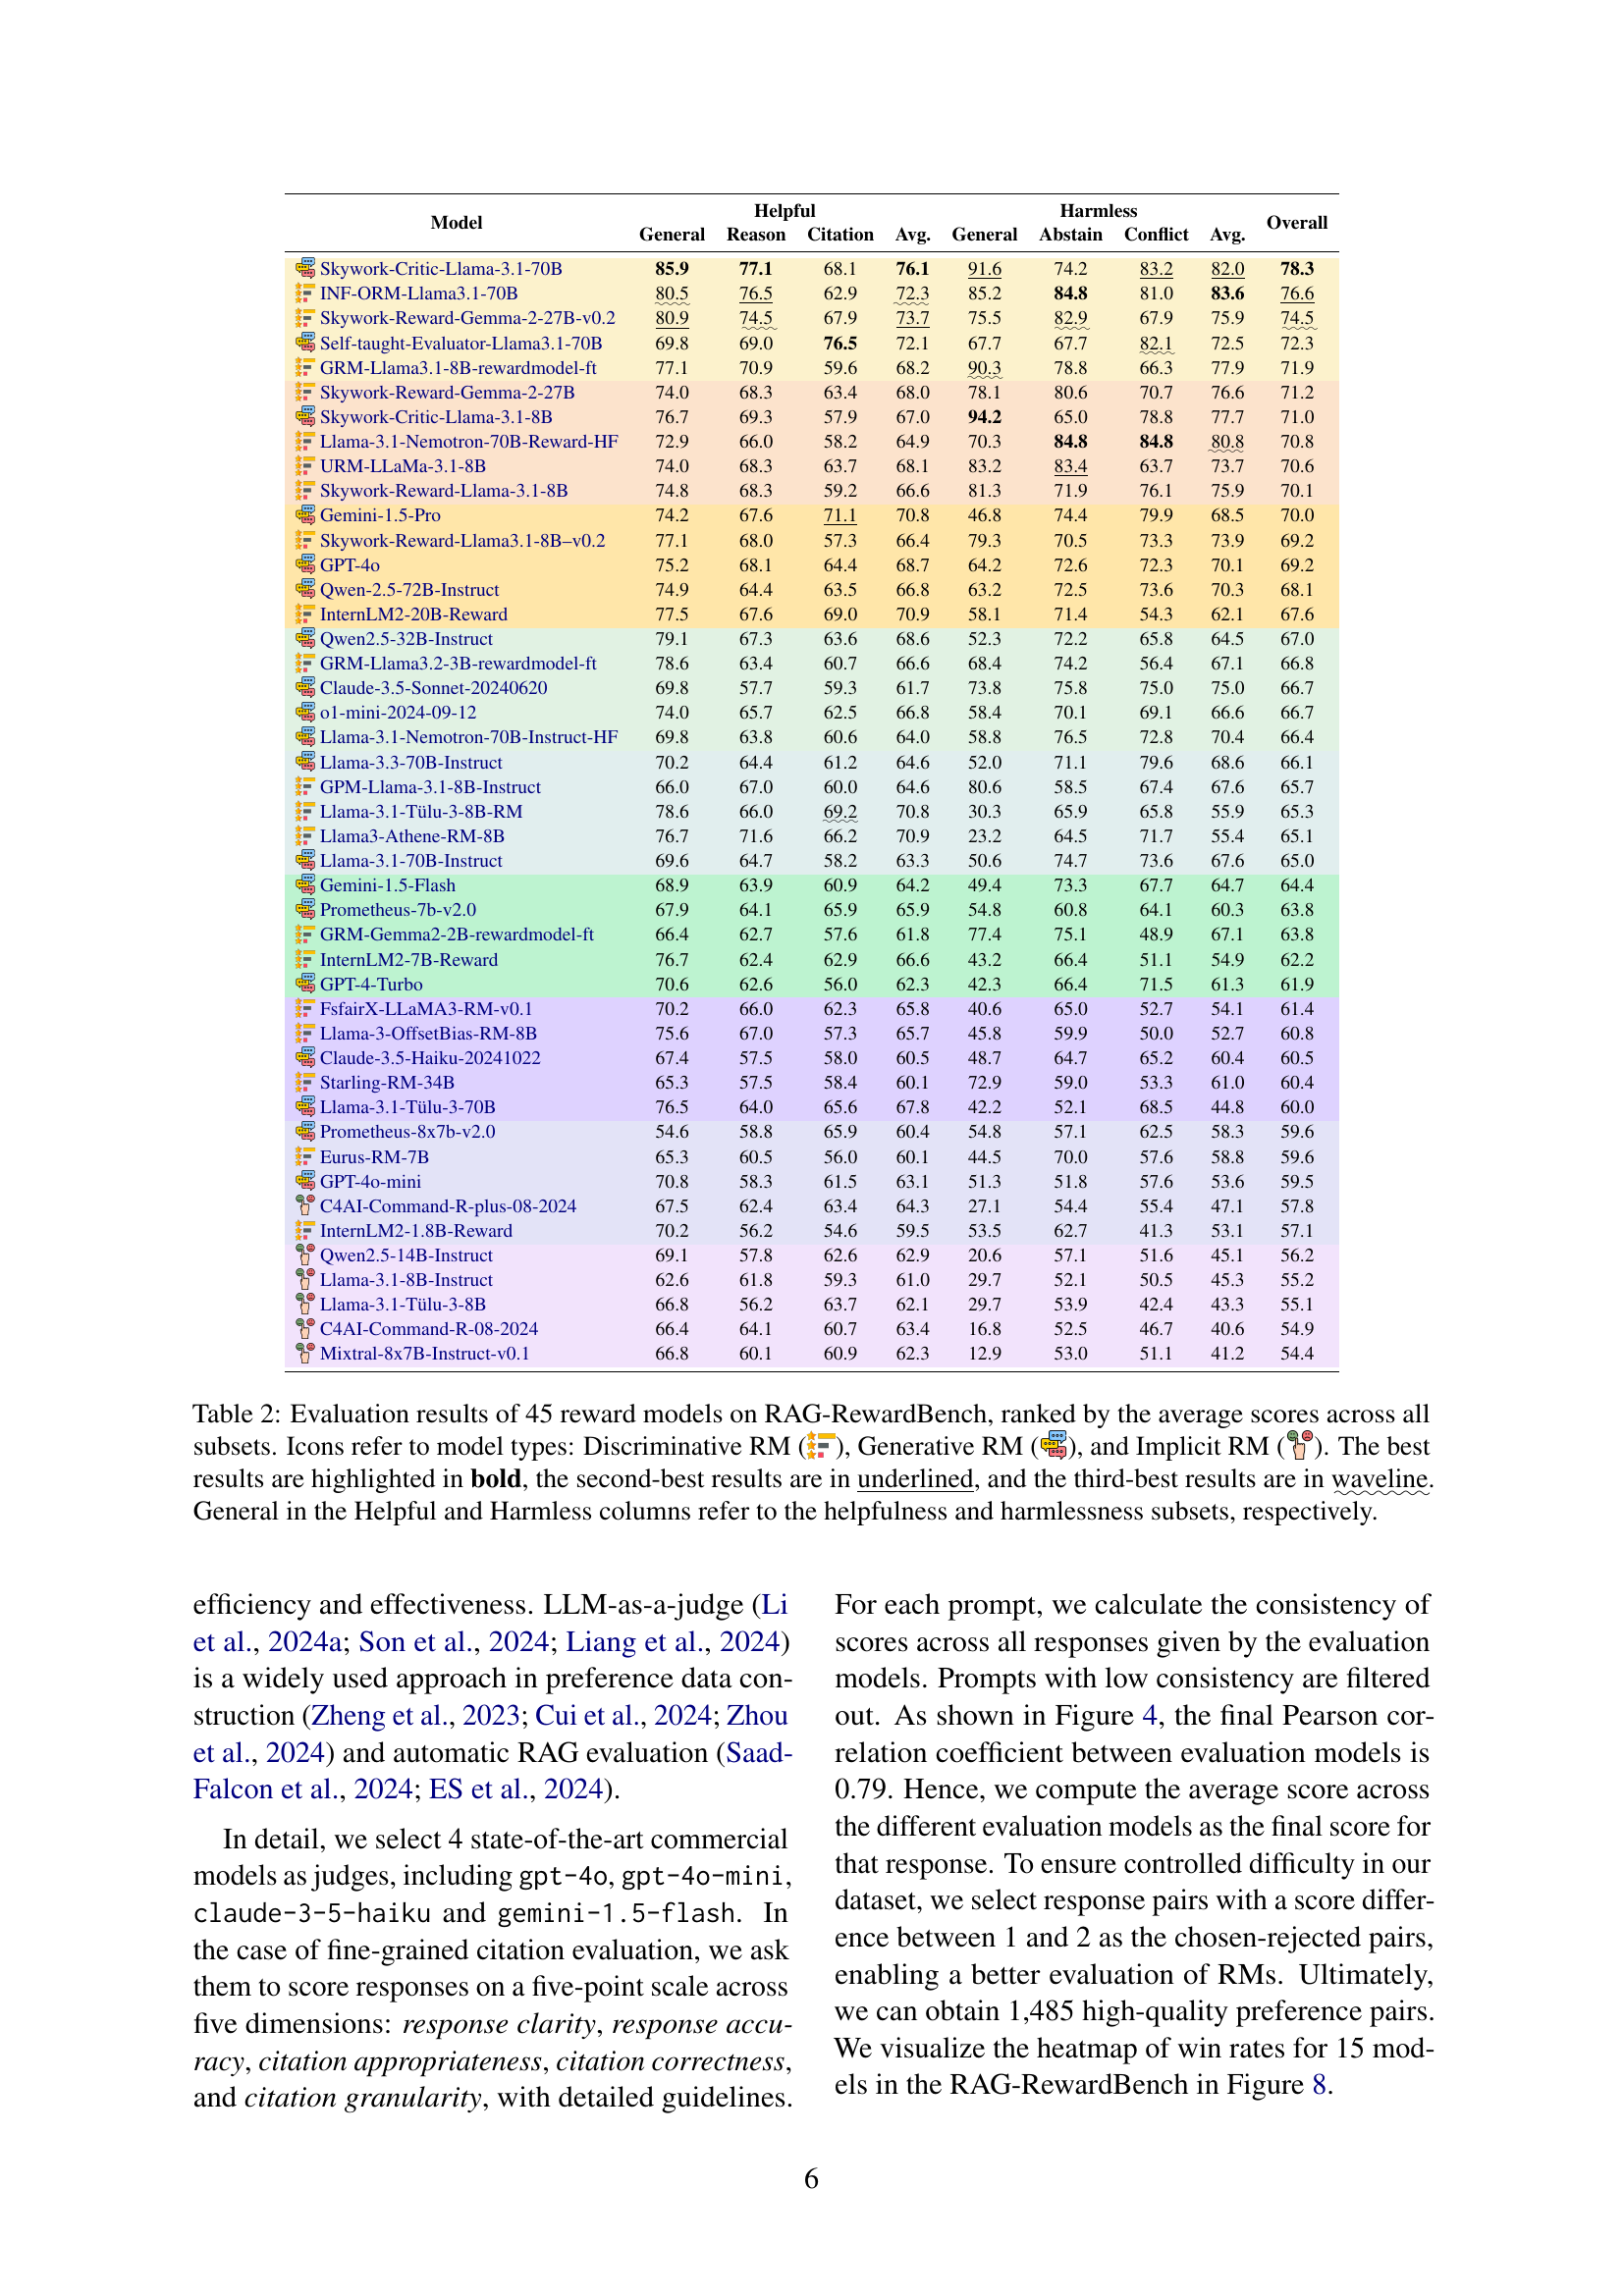 Model Helpful Harmless Overall
General Reason Citation Avg. General Abstain Conflict Avg.
Skywork-Critic-Llama-3.1-70B 85.9 77.1 68.1 76.1 91.6 74.2 83.2 82.0 78.3
INF-ORM-Llama3.1-70B 80.5 76.5 62.9 72.3 85.2 84.8 81.0 83.6 76.6
Skywork-Reward-Gemma-2-27B-v0.2 80.9 74.5 67.9 73.7 75.5 82.9 67.9 75.9 74.5
Self-taught-Evaluator-Llama3.1-70B 69.8 69.0 76.5 72.1 67.7 67.7 82.1 72.5 72.3
GRM-Llama3.1-8B-rewardmodel-ft 77.1 70.9 59.6 68.2 90.3 78.8 66.3 77.9 71.9
Skywork-Reward-Gemma-2-27B 74.0 68.3 63.4 68.0 78.1 80.6 70.7 76.6 71.2
Skywork-Critic-Llama-3.1-8B 76.7 69.3 57.9 67.0 94.2 65.0 78.8 77.7 71.0
Llama-3.1-Nemotron-70B-Reward-HF 72.9 66.0 58.2 64.9 70.3 84.8 84.8 80.8 70.8
URM-LLaMa-3.1-8B 74.0 68.3 63.7 68.1 83.2 83.4 63.7 73.7 70.6
Skywork-Reward-Llama-3.1-8B 74.8 68.3 59.2 66.6 81.3 71.9 76.1 75.9 70.1
Gemini-1.5-Pro 74.2 67.6 71.1 70.8 46.8 74.4 79.9 68.5 70.0
Skywork-Reward-Llama3.1-8B–v0.2 77.1 68.0 57.3 66.4 79.3 70.5 73.3 73.9 69.2
GPT-4o 75.2 68.1 64.4 68.7 64.2 72.6 72.3 70.1 69.2
Qwen-2.5-72B-Instruct 74.9 64.4 63.5 66.8 63.2 72.5 73.6 70.3 68.1
InternLM2-20B-Reward 77.5 67.6 69.0 70.9 58.1 71.4 54.3 62.1 67.6
Qwen2.5-32B-Instruct 79.1 67.3 63.6 68.6 52.3 72.2 65.8 64.5 67.0
GRM-Llama3.2-3B-rewardmodel-ft 78.6 63.4 60.7 66.6 68.4 74.2 56.4 67.1 66.8
Claude-3.5-Sonnet-20240620 69.8 57.7 59.3 61.7 73.8 75.8 75.0 75.0 66.7
o1-mini-2024-09-12 74.0 65.7 62.5 66.8 58.4 70.1 69.1 66.6 66.7
Llama-3.1-Nemotron-70B-Instruct-HF 69.8 63.8 60.6 64.0 58.8 76.5 72.8 70.4 66.4
Llama-3.3-70B-Instruct 70.2 64.4 61.2 64.6 52.0 71.1 79.6 68.6 66.1
GPM-Llama-3.1-8B-Instruct 66.0 67.0 60.0 64.6 80.6 58.5 67.4 67.6 65.7
Llama-3.1-Tülu-3-8B-RM 78.6 66.0 69.2 70.8 30.3 65.9 65.8 55.9 65.3
Llama3-Athene-RM-8B 76.7 71.6 66.2 70.9 23.2 64.5 71.7 55.4 65.1
Llama-3.1-70B-Instruct 69.6 64.7 58.2 63.3 50.6 74.7 73.6 67.6 65.0
Gemini-1.5-Flash 68.9 63.9 60.9 64.2 49.4 73.3 67.7 64.7 64.4
Prometheus-7b-v2.0 67.9 64.1 65.9 65.9 54.8 60.8 64.1 60.3 63.8
GRM-Gemma2-2B-rewardmodel-ft 66.4 62.7 57.6 61.8 77.4 75.1 48.9 67.1 63.8
InternLM2-7B-Reward 76.7 62.4 62.9 66.6 43.2 66.4 51.1 54.9 62.2
GPT-4-Turbo 70.6 62.6 56.0 62.3 42.3 66.4 71.5 61.3 61.9
FsfairX-LLaMA3-RM-v0.1 70.2 66.0 62.3 65.8 40.6 65.0 52.7 54.1 61.4
Llama-3-OffsetBias-RM-8B 75.6 67.0 57.3 65.7 45.8 59.9 50.0 52.7 60.8
Claude-3.5-Haiku-20241022 67.4 57.5 58.0 60.5 48.7 64.7 65.2 60.4 60.5
Starling-RM-34B 65.3 57.5 58.4 60.1 72.9 59.0 53.3 61.0 60.4
Llama-3.1-Tülu-3-70B 76.5 64.0 65.6 67.8 42.2 52.1 68.5 44.8 60.0
Prometheus-8x7b-v2.0 54.6 58.8 65.9 60.4 54.8 57.1 62.5 58.3 59.6
Eurus-RM-7B 65.3 60.5 56.0 60.1 44.5 70.0 57.6 58.8 59.6
GPT-4o-mini 70.8 58.3 61.5 63.1 51.3 51.8 57.6 53.6 59.5
C4AI-Command-R-plus-08-2024 67.5 62.4 63.4 64.3 27.1 54.4 55.4 47.1 57.8
InternLM2-1.8B-Reward 70.2 56.2 54.6 59.5 53.5 62.7 41.3 53.1 57.1
Qwen2.5-14B-Instruct 69.1 57.8 62.6 62.9 20.6 57.1 51.6 45.1 56.2
Llama-3.1-8B-Instruct 62.6 61.8 59.3 61.0 29.7 52.1 50.5 45.3 55.2
Llama-3.1-Tülu-3-8B 66.8 56.2 63.7 62.1 29.7 53.9 42.4 43.3 55.1
C4AI-Command-R-08-2024 66.4 64.1 60.7 63.4 16.8 52.5 46.7 40.6 54.9
Mixtral-8x7B-Instruct-v0.1 66.8 60.1 60.9 62.3 12.9 53.0 51.1 41.2 54.4
Table 2: Evaluation results of 45 reward models on RAG-RewardBench, ranked by the average scores across all
subsets. Icons refer to model types: Discriminative RM (), Generative RM (), and Implicit RM (). The best
results are highlighted in bold, the second-best results are in underlined, and the third-best results are in waveline.
General in the Helpful and Harmless columns refer to the helpfulness and harmlessness subsets, respectively.
efficiency and effectiveness. LLM-as-a-judge (Li
et al., 2024a; Son et al., 2024; Liang et al., 2024)
is a widely used approach in preference data con-
struction (Zheng et al., 2023; Cui et al., 2024; Zhou
et al., 2024) and automatic RAG evaluation (Saad-
Falcon et al., 2024; ES et al., 2024).
In detail, we select 4 state-of-the-art commercial
models as judges, including gpt-4o, gpt-4o-mini,
claude-3-5-haiku and gemini-1.5-flash. In
the case of fine-grained citation evaluation, we ask
them to score responses on a five-point scale across
five dimensions: response clarity, response accu-
racy, citation appropriateness, citation correctness,
and citation granularity, with detailed guidelines.
For each prompt, we calculate the consistency of
scores across all responses given by the evaluation
models. Prompts with low consistency are filtered
out. As shown in Figure 4, the final Pearson cor-
relation coefficient between evaluation models is
0.79. Hence, we compute the average score across
the different evaluation models as the final score for
that response. To ensure controlled difficulty in our
dataset, we select response pairs with a score differ-
ence between 1 and 2 as the chosen-rejected pairs,
enabling a better evaluation of RMs. Ultimately,
we can obtain 1,485 high-quality preference pairs.
We visualize the heatmap of win rates for 15 mod-
els in the RAG-RewardBench in Figure 8.
6